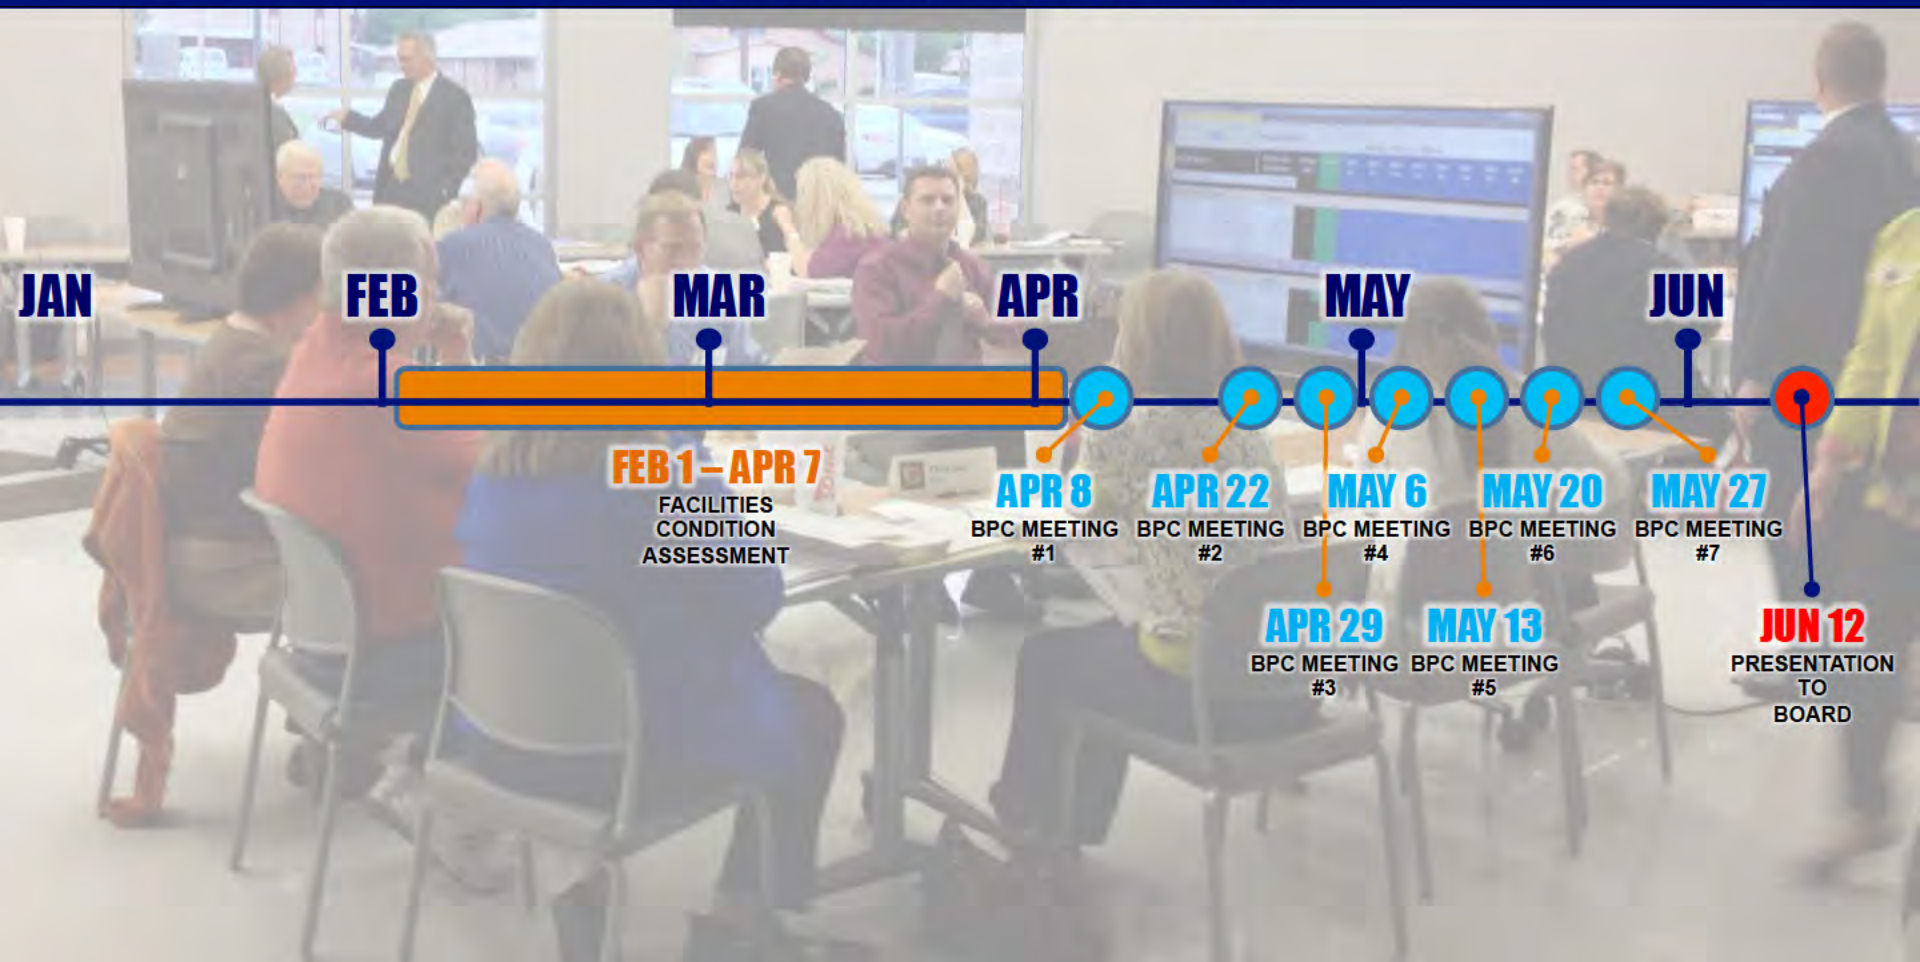 JAN
FEB
MAR
APR
MAY
JUN
FEB 1 – APR 7
FACILITIES
CONDITION
ASSESSMENT
APR 8
BPC MEETING
#1
APR 22
BPC MEETING
#2
MAY 6
BPC MEETING
#4
MAY 20
BPC MEETING
#6
MAY 27
BPC MEETING
#7
APR 29
BPC MEETING
#3
MAY 13
BPC MEETING
#5
JUN 12
PRESENTATION
TO
BOARD